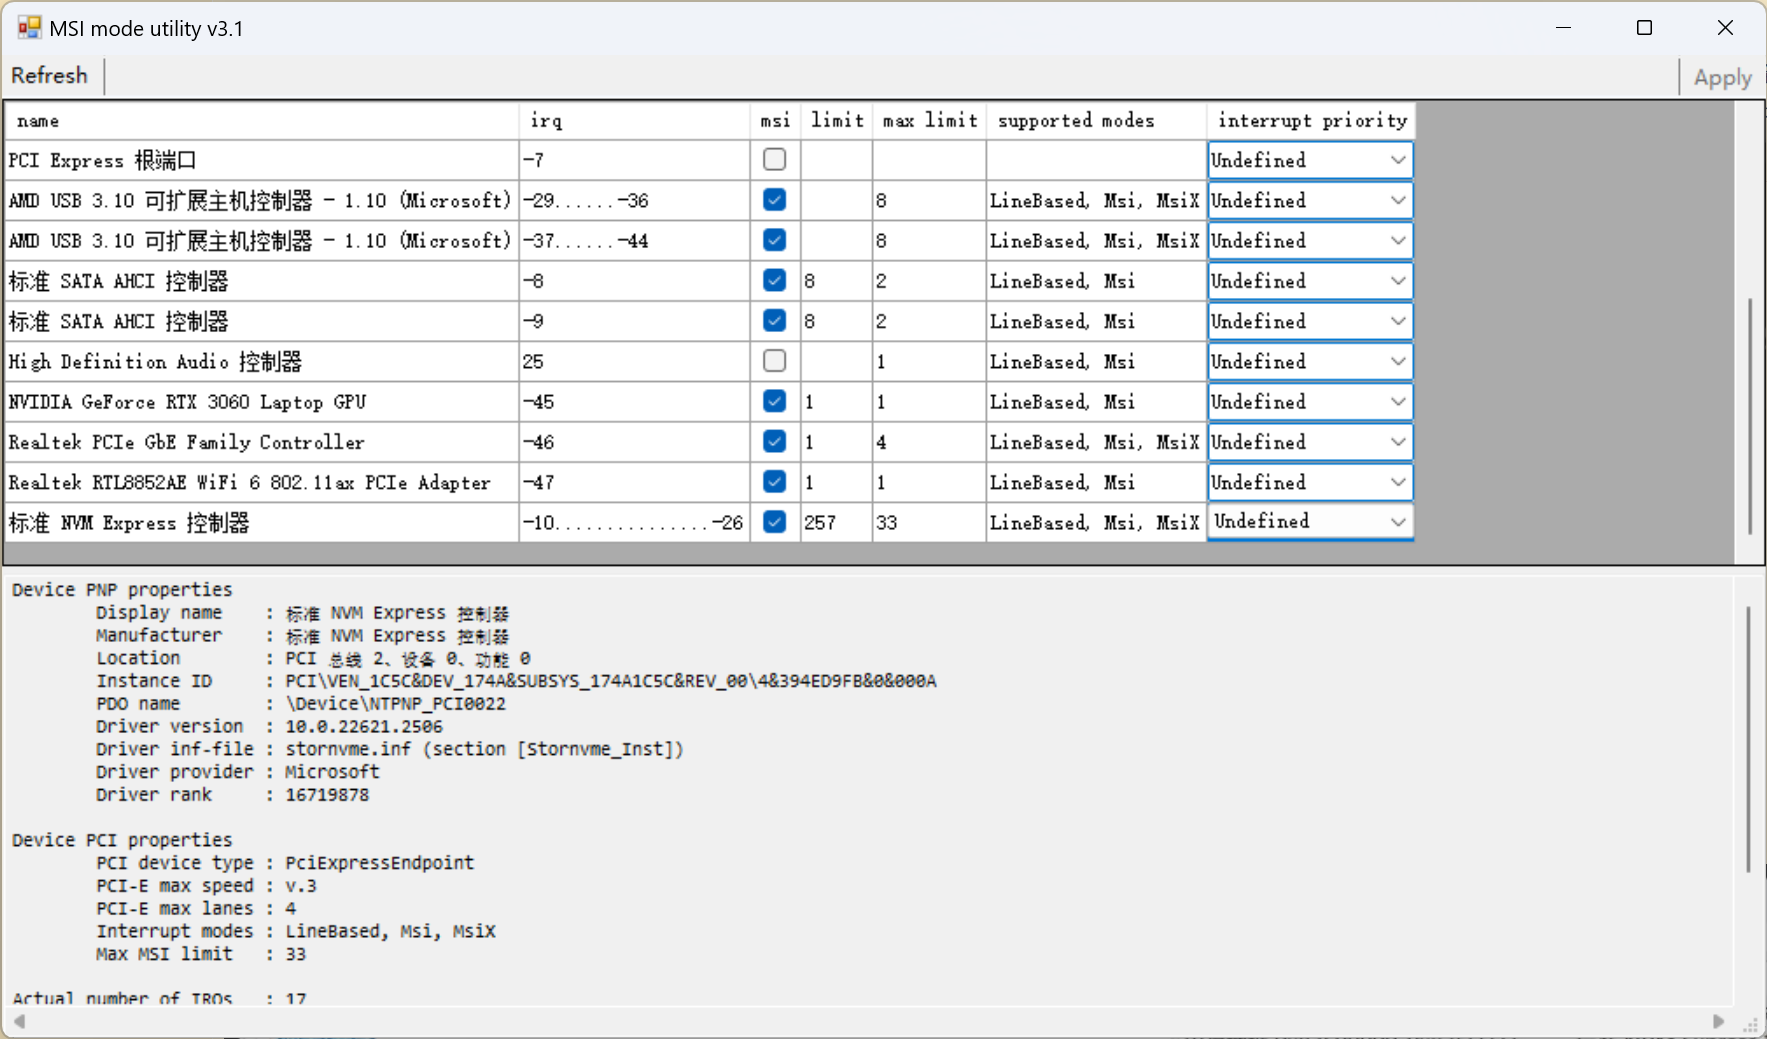 MSI mode utility v3.1
Refresh Apply
name irq msi limit max limit supported modes interrupt priority
PCI Express 根端口 -7 Undefined
AMD USB 3.10 可扩展主机控制器 - 1.10 (Microsoft) -29......-36 8 LineBased, Msi, MsiX Undefined
AMD USB 3.10 可扩展主机控制器 - 1.10 (Microsoft) -37......-44 8 LineBased, Msi, MsiX Undefined
标准 SATA AHCI 控制器 -8 8 2 LineBased, Msi Undefined
标准 SATA AHCI 控制器 -9 8 2 LineBased, Msi Undefined
High Definition Audio 控制器 25 1 LineBased, Msi Undefined
NVIDIA GeForce RTX 3060 Laptop GPU -45 1 1 LineBased, Msi Undefined
Realtek PCIe GbE Family Controller -46 1 4 LineBased, Msi, MsiX Undefined
Realtek RTL8852AE WiFi 6 802.11ax PCIe Adapter -47 1 1 LineBased, Msi Undefined
标准 NVM Express 控制器 -10...............-26 257 33 LineBased, Msi, MsiX Undefined
Device PNP properties
Display name : 标准 NVM Express 控制器
Manufacturer : 标准 NVM Express 控制器
Location : PCI 总线 2、设备 0、功能 0
Instance ID : PCI\VEN_1C5C&DEV_174A&SUBSYS_174A1C5C&REV_00\4&394ED9FB&0&000A
PDO name : \Device\NTPNP_PCI0022
Driver version : 10.0.22621.2506
Driver inf-file : stornvme.inf (section [Stornvme_Inst])
Driver provider : Microsoft
Driver rank : 16719878
Device PCI properties
PCI device type : PciExpressEndpoint
PCI-E max speed : v.3
PCI-E max lanes : 4
Interrupt modes : LineBased, Msi, MsiX
Max MSI limit : 33
Actual number of IRQs : 17